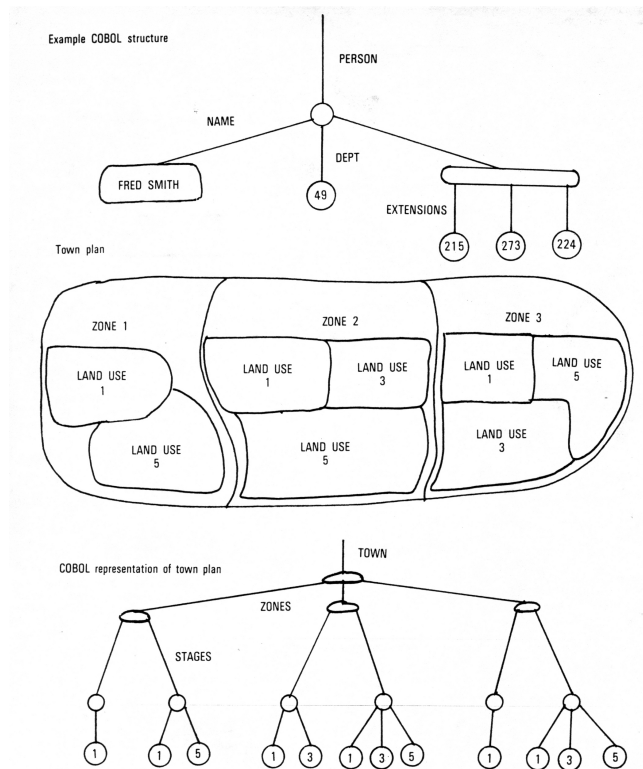 Example COBOL structure
PERSON
NAME
DEPT
FRED SMITH
49
EXTENSIONS
215 273 224
Town plan
ZONE 1
ZONE 2
ZONE 3
LAND USE
1
LAND USE
5
LAND USE
1
LAND USE
3
LAND USE
5
LAND USE
1
LAND USE
5
LAND USE
3
COBOL representation of town plan
TOWN
ZONES
STAGES
1 1 5 1 3 1 3 5 1 1 3 5